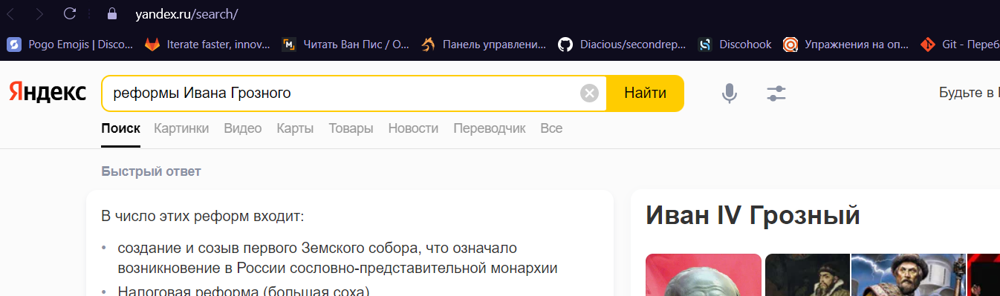 yandex.ru/search/
Pogo Emojis | Disco... Iterate faster, innov... Читать Ван Пис / О... Панель управлени... Diacious/secondrep... Discohook Упражнения на оп... Git - Переб
Яндекс реформы Ивана Грозного Найти Будьте в
Поиск Картинки Видео Карты Товары Новости Переводчик Все
Быстрый ответ
В число этих реформ входит:
• создание и созыв первого Земского собора, что означало
возникновение в России сословно-представительной монархии
• Налоговая реформа (большая соха)
Иван IV Грозный